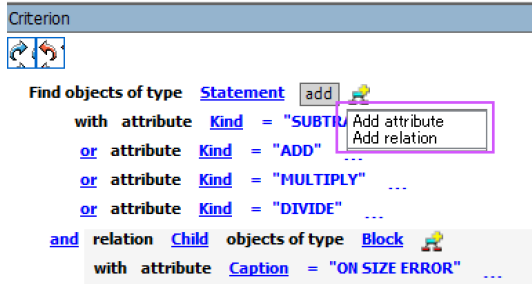 Criterion
Find objects of type Statement add
with attribute Kind = "SUBTRA
Add attribute
Add relation
or attribute Kind = "ADD" ...
or attribute Kind = "MULTIPLY" ...
or attribute Kind = "DIVIDE" ...
and relation Child objects of type Block
with attribute Caption = "ON SIZE ERROR" ...